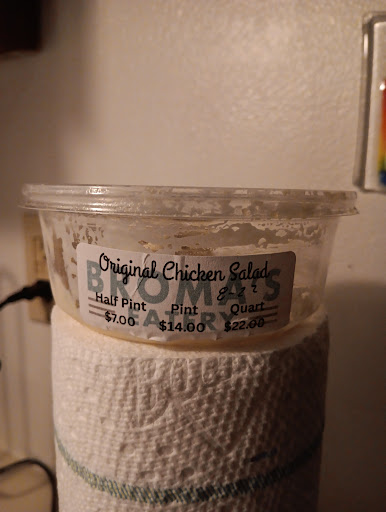 Original Chicken Salad
BROMA'S
EATERY
Half Pint Pint Quart
$7.00 $14.00 $22.00